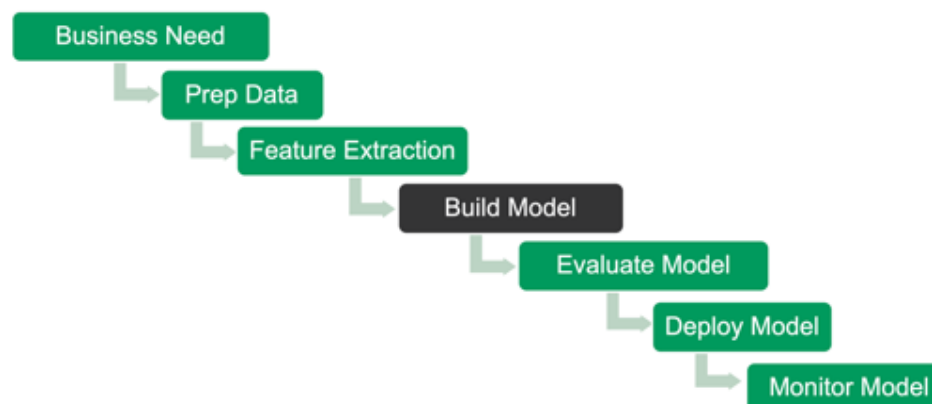 Business Need
Prep Data
Feature Extraction
Build Model
Evaluate Model
Deploy Model
Monitor Model